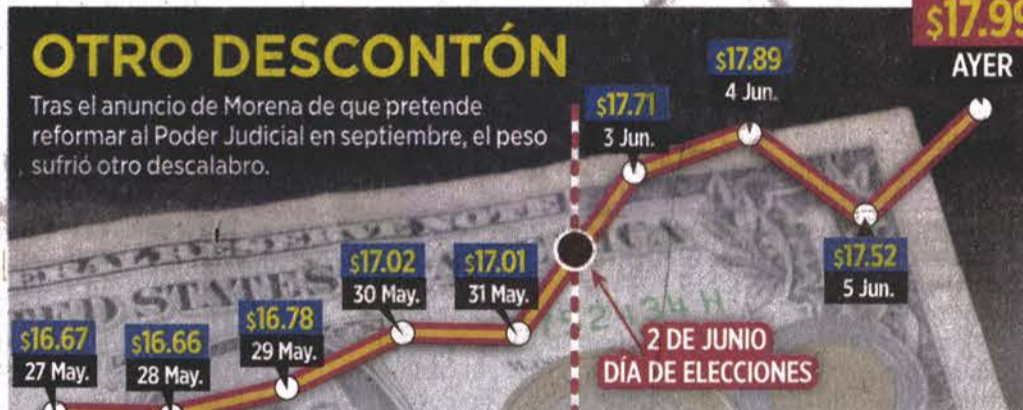 OTRO DESCONTÓN
Tras el anuncio de Morena de que pretende
reformar al Poder Judicial en septiembre, el peso
sufrió otro descalabro.
$16.67
27 May.
$16.66
28 May.
$16.78
29 May.
$17.02
30 May.
$17.01
31 May.
2 DE JUNIO
DÍA DE ELECCIONES
$17.71
3 Jun.
$17.89
4 Jun.
$17.52
5 Jun.
$17.99
AYER